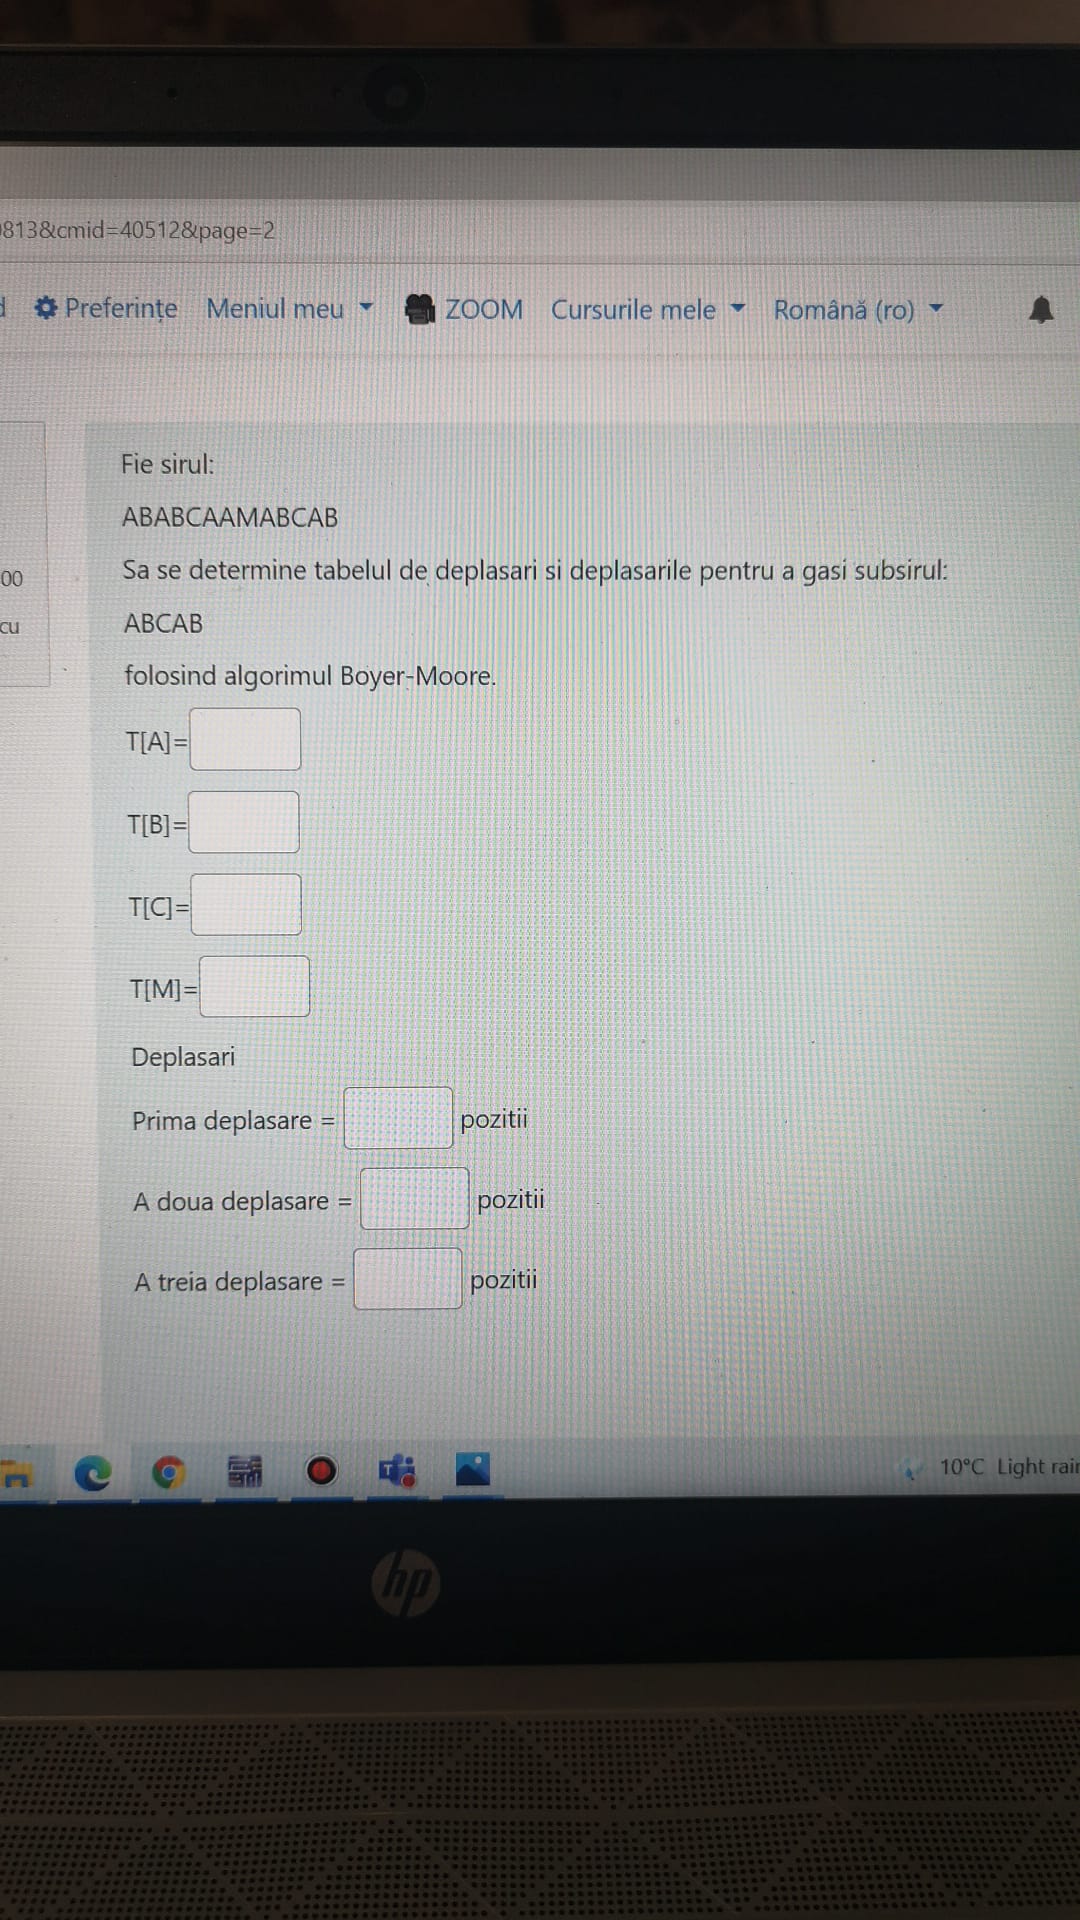 813&cmid=40512&page=2
Preferințe Meniul meu ZOOM Cursurile mele Română (ro)
Fie sirul:
ABABCAAMABCAB
00
Sa se determine tabelul de deplasari si deplasarile pentru a gasi subsirul:
cu
ABCAB
folosind algorimul Boyer-Moore.
T[A]=
T[B]=
T[C]=
T[M]=
Deplasari
Prima deplasare = pozitii
A doua deplasare = pozitii
A treia deplasare = pozitii
10°C Light rain
hp